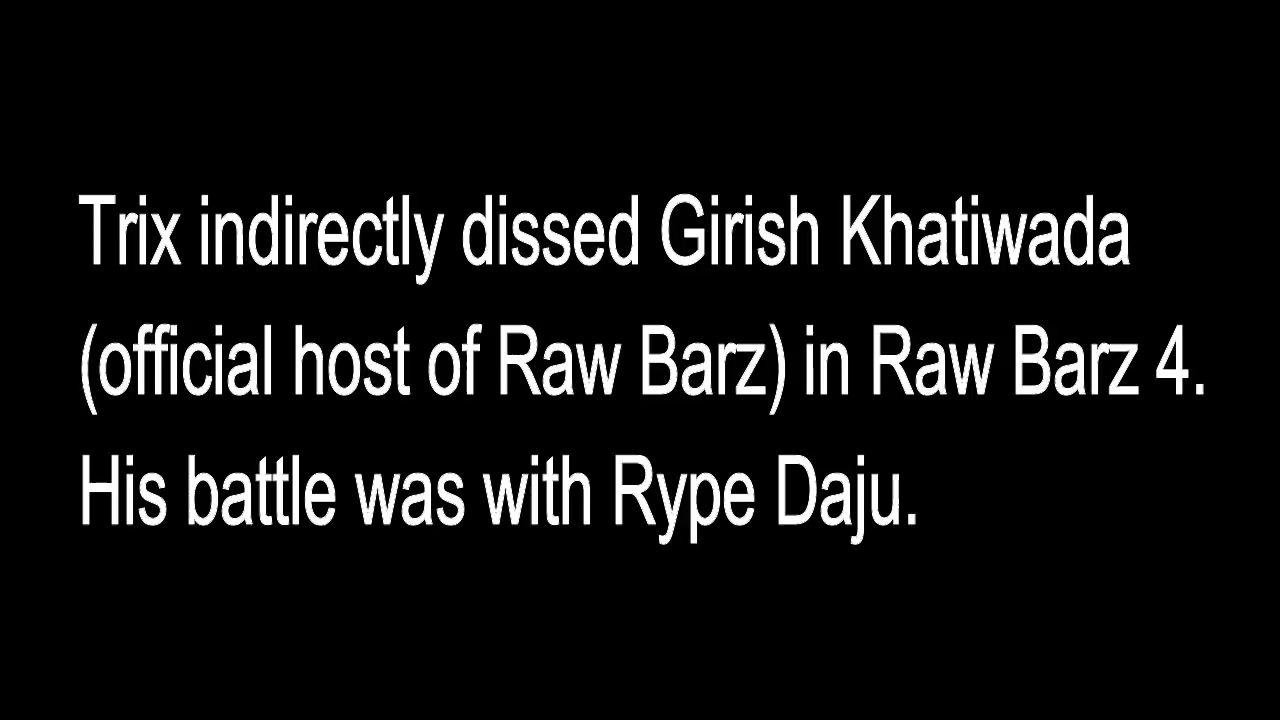 Trix indirectly dissed Girish Khatiwada
(official host of Raw Barz) in Raw Barz 4.
His battle was with Rype Daju.